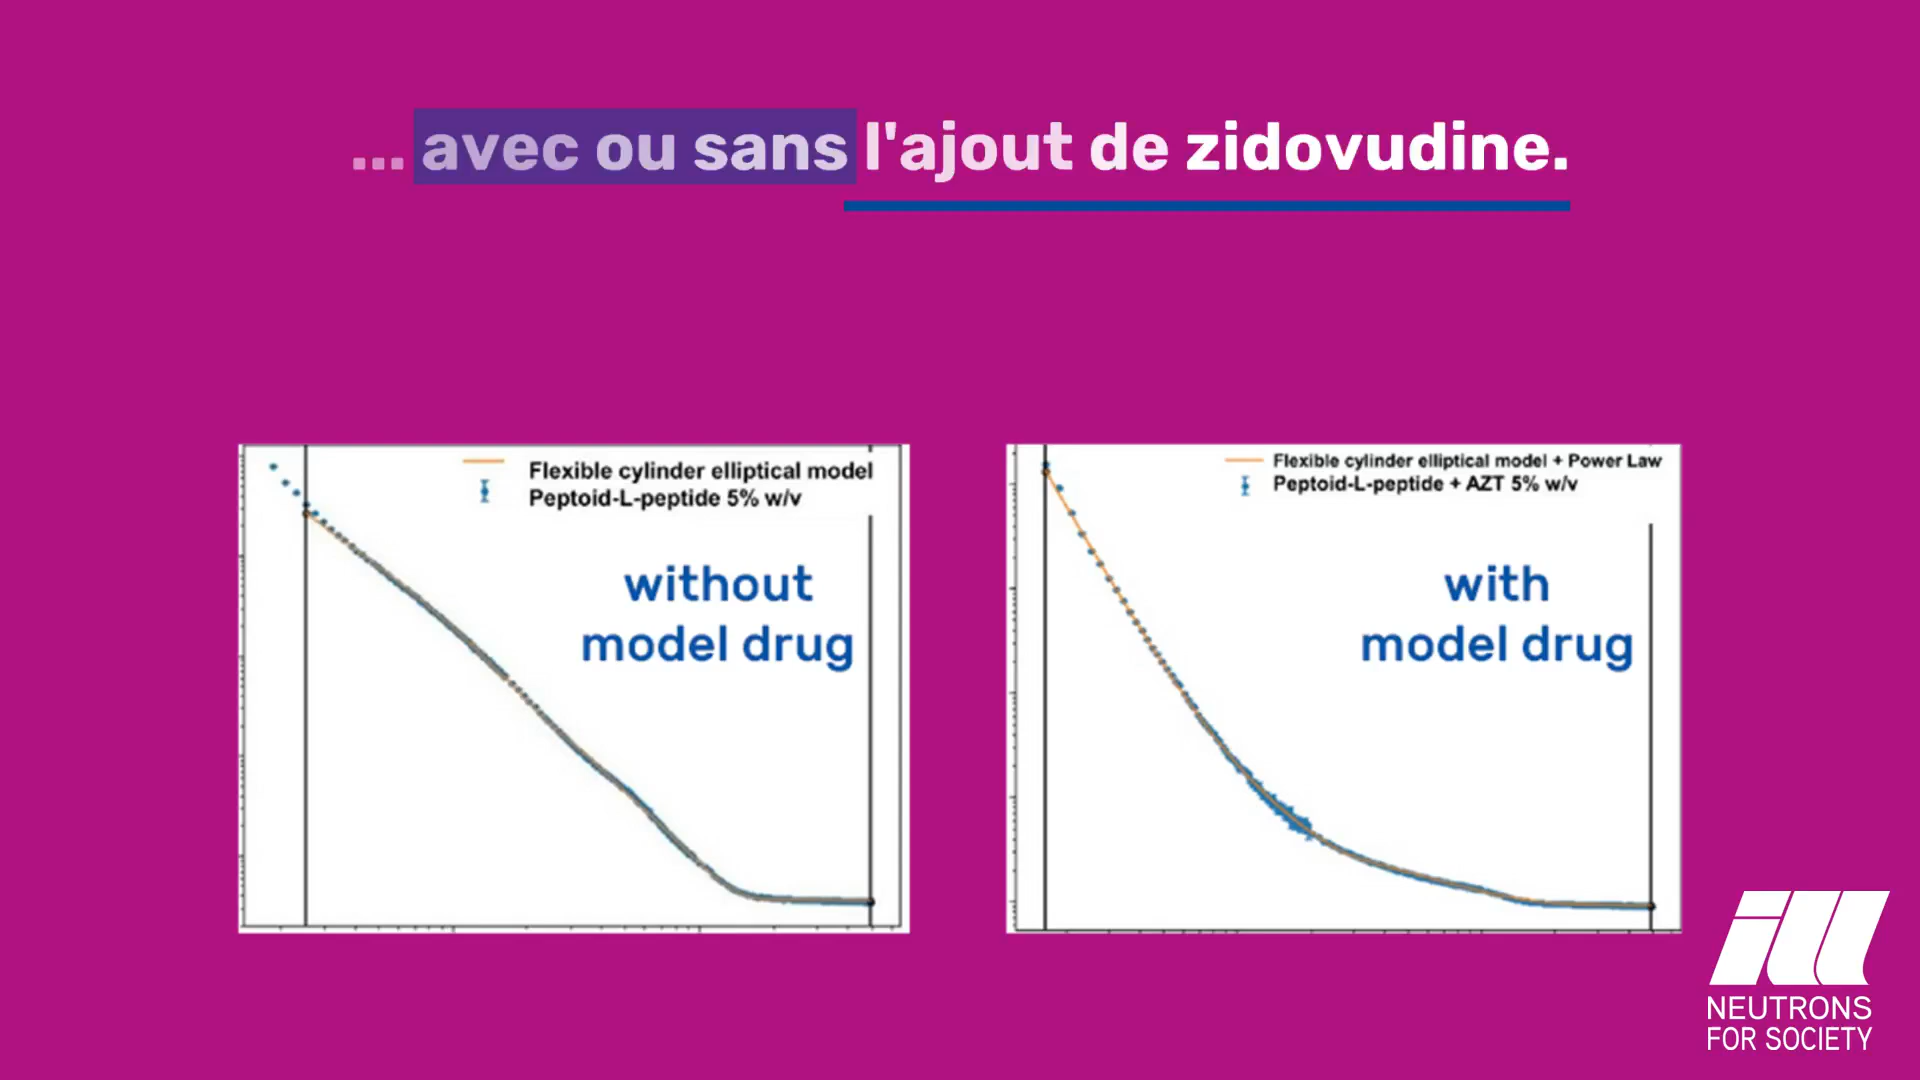 ... avec ou sans l'ajout de zidovudine.
Flexible cylinder elliptical model
Peptoid-L-peptide 5% w/v
without
model drug
Flexible cylinder elliptical model + Power Law
Peptoid-L-peptide + AZT 5% w/v
with
model drug
ill
NEUTRONS
FOR SOCIETY